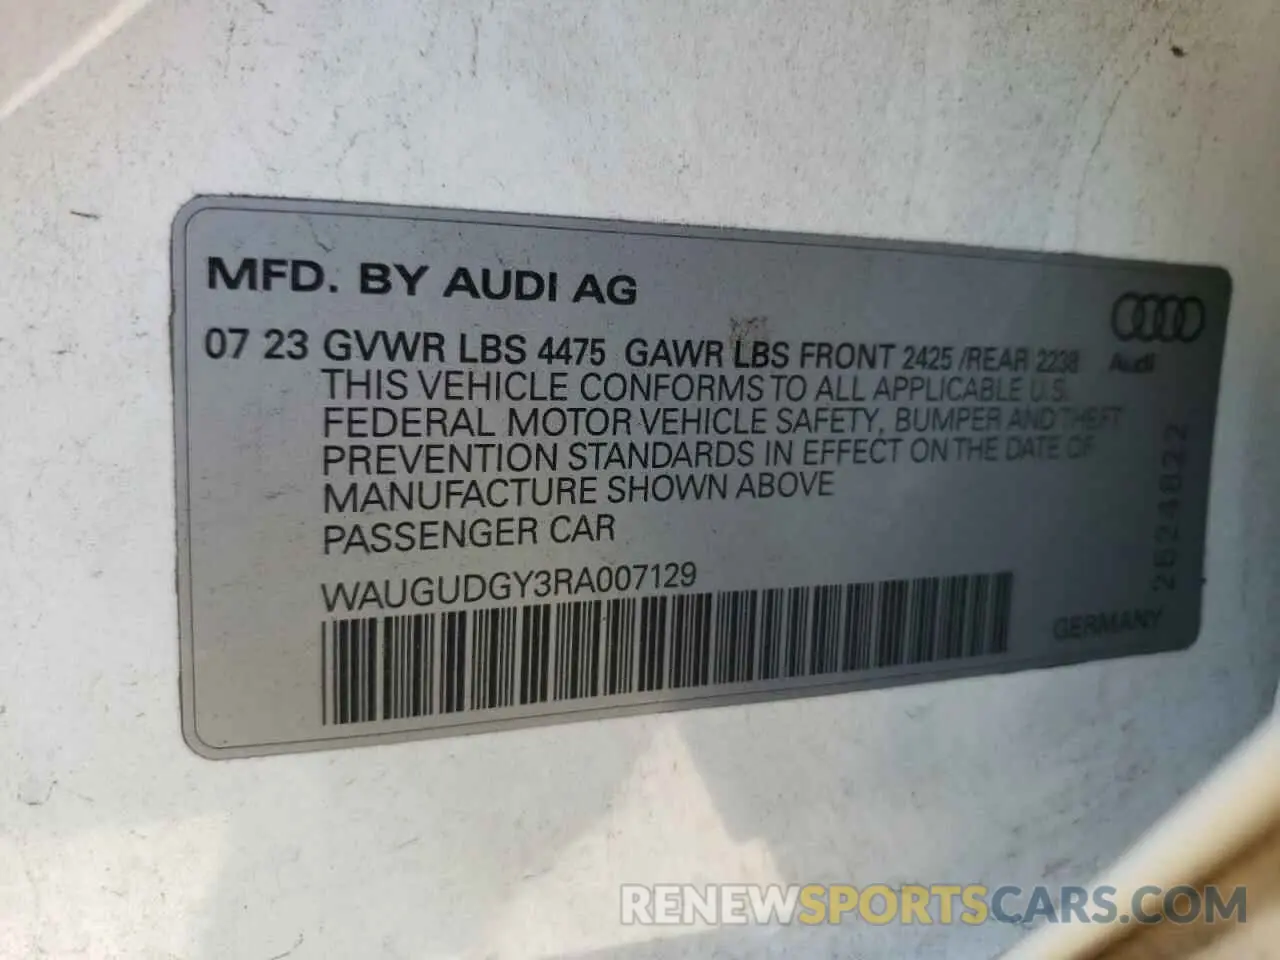 MFD. BY AUDI AG
07 23 GVWR LBS 4475 GAWR LBS FRONT 2425 /REAR 2238
Audi
THIS VEHICLE CONFORMS TO ALL APPLICABLE U.S.
FEDERAL MOTOR VEHICLE SAFETY, BUMPER AND THEFT
PREVENTION STANDARDS IN EFFECT ON THE DATE OF
MANUFACTURE SHOWN ABOVE
PASSENGER CAR
WAUGUDGY3RA007129
2624822
GERMANY
RENEWSPORTSCARS.COM